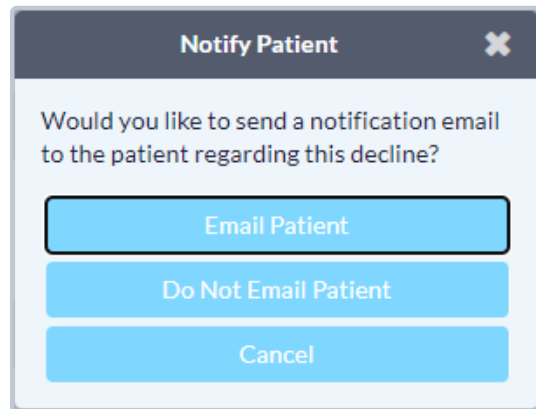 Notify Patient
Would you like to send a notification email
to the patient regarding this decline?
Email Patient
Do Not Email Patient
Cancel